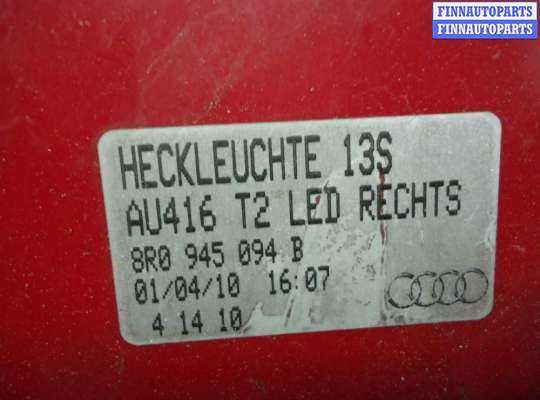 FINNAUTOPARTS
FINNAUTOPARTS
HECKLEUCHTE 13S
AU416 T2 LED RECHTS
8R0 945 094 B
01/04/10 16:07
4 14 10